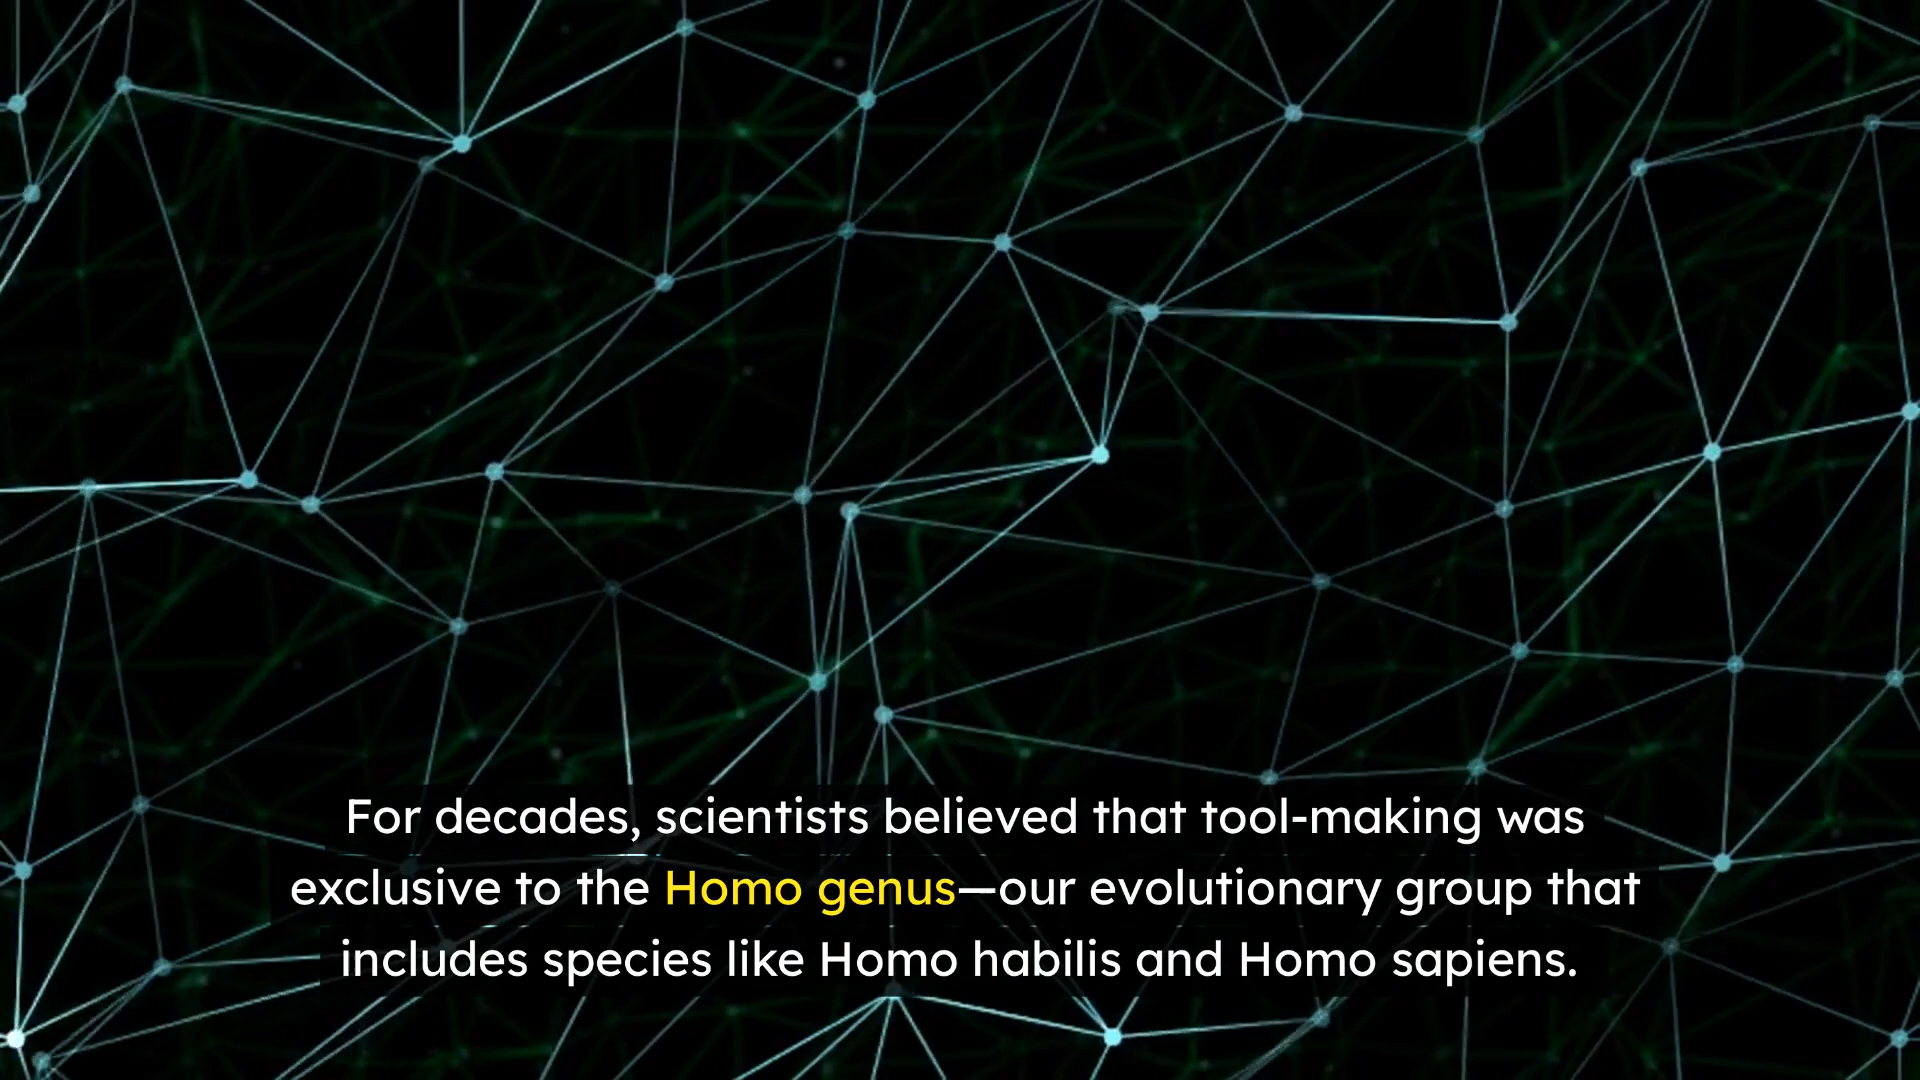 For decades, scientists believed that tool-making was
exclusive to the Homo genus—our evolutionary group that
includes species like Homo habilis and Homo sapiens.